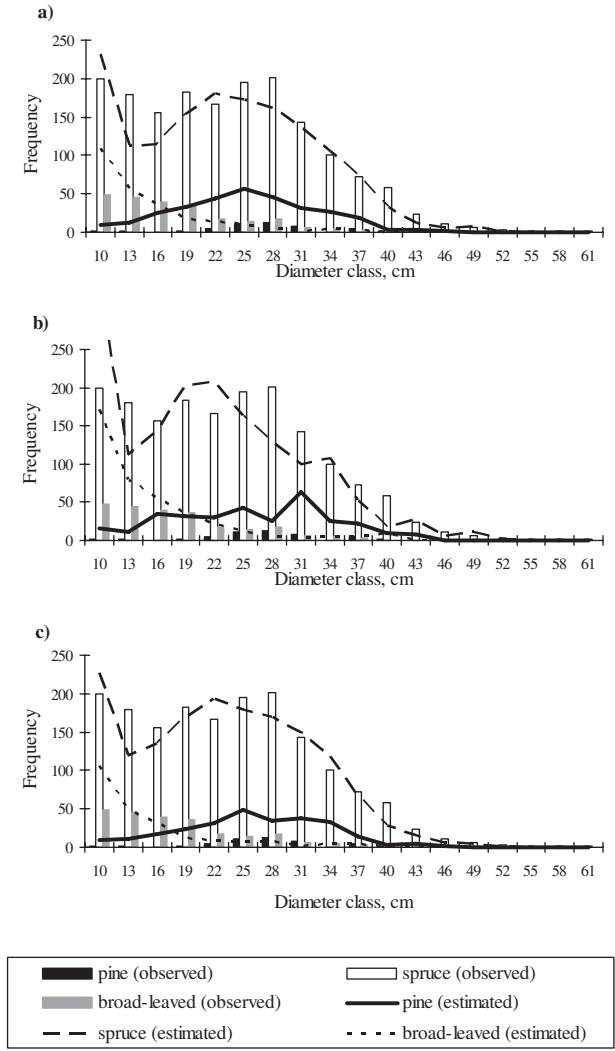 a)
250
200
150
100
50
0
Frequency
10 13 16 19 22 25 28 31 34 37 40 43 46 49 52 55 58 61
Diameter class, cm
b)
250
200
150
100
50
0
Frequency
10 13 16 19 22 25 28 31 34 37 40 43 46 49 52 55 58 61
Diameter class, cm
c)
250
200
150
100
50
0
Frequency
10 13 16 19 22 25 28 31 34 37 40 43 46 49 52 55 58 61
Diameter class, cm
pine (observed) spruce (observed)
broad-leaved (observed) pine (estimated)
spruce (estimated) broad-leaved (estimated)